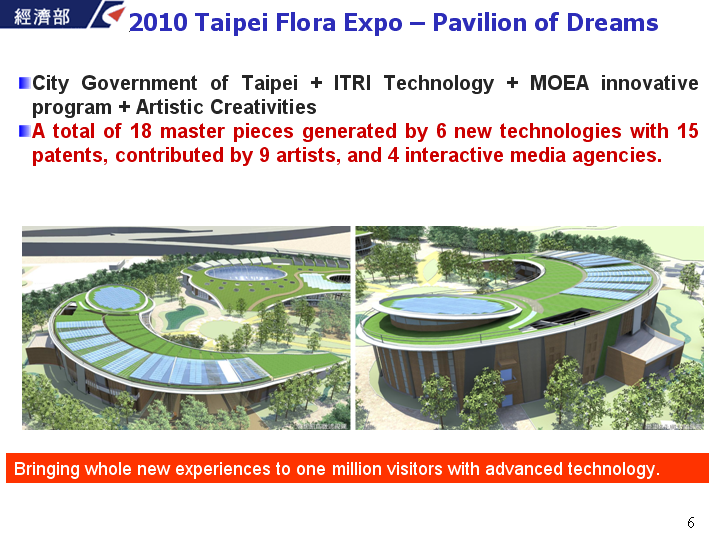 經濟部
2010 Taipei Flora Expo – Pavilion of Dreams
City Government of Taipei + ITRI Technology + MOEA innovative
program + Artistic Creativities
A total of 18 master pieces generated by 6 new technologies with 15
patents, contributed by 9 artists, and 4 interactive media agencies.
Bringing whole new experiences to one million visitors with advanced technology.
6